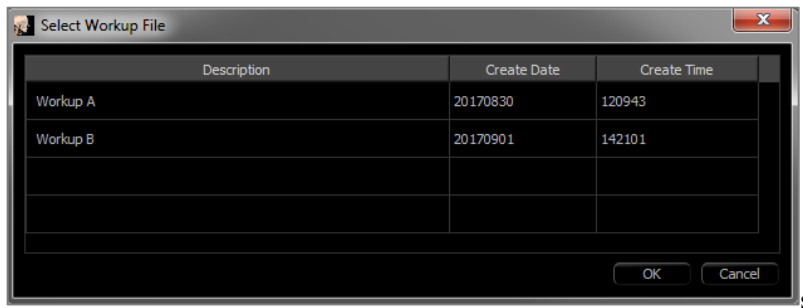 Select Workup File
Description Create Date Create Time
Workup A 20170830 120943
Workup B 20170901 142101
OK Cancel